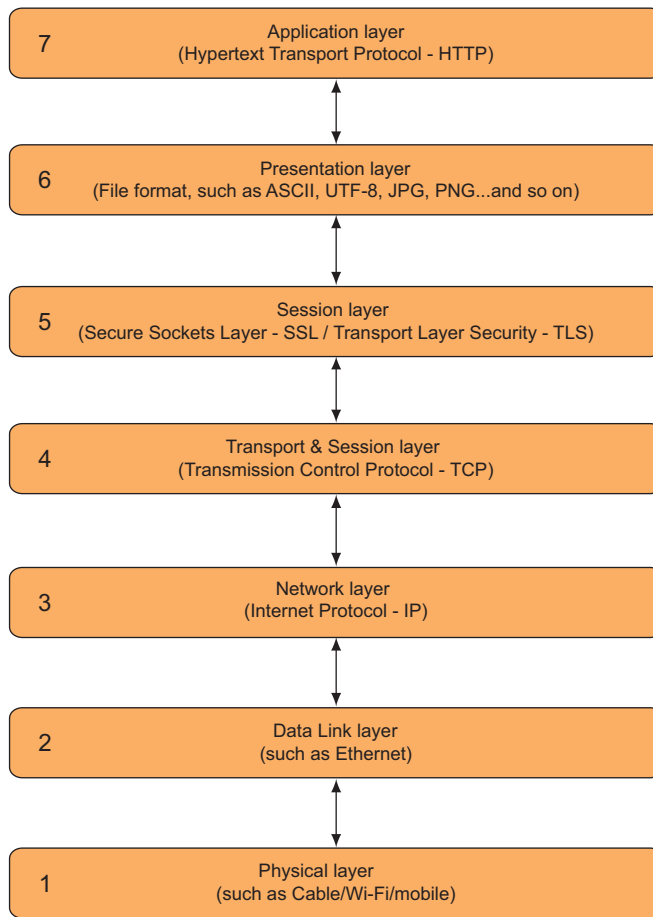 7
Application layer
(Hypertext Transport Protocol - HTTP)
6
Presentation layer
(File format, such as ASCII, UTF-8, JPG, PNG...and so on)
5
Session layer
(Secure Sockets Layer - SSL / Transport Layer Security - TLS)
4
Transport & Session layer
(Transmission Control Protocol - TCP)
3
Network layer
(Internet Protocol - IP)
2
Data Link layer
(such as Ethernet)
1
Physical layer
(such as Cable/Wi-Fi/mobile)